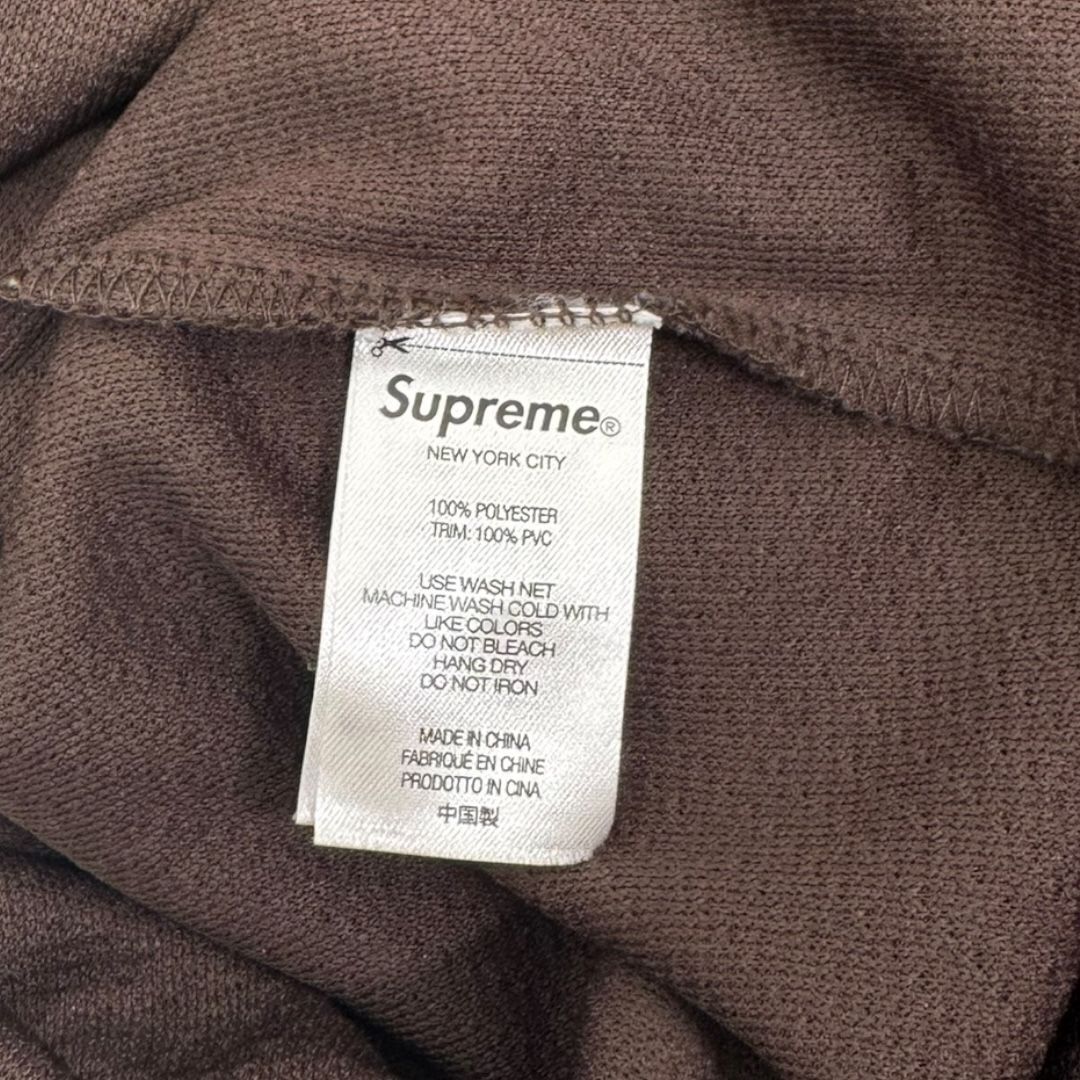 Supreme®
NEW YORK CITY
100% POLYESTER
TRIM: 100% PVC
USE WASH NET
MACHINE WASH COLD WITH
LIKE COLORS
DO NOT BLEACH
HANG DRY
DO NOT IRON
MADE IN CHINA
FABRIQUÉ EN CHINE
PRODOTTO IN CINA
中国製